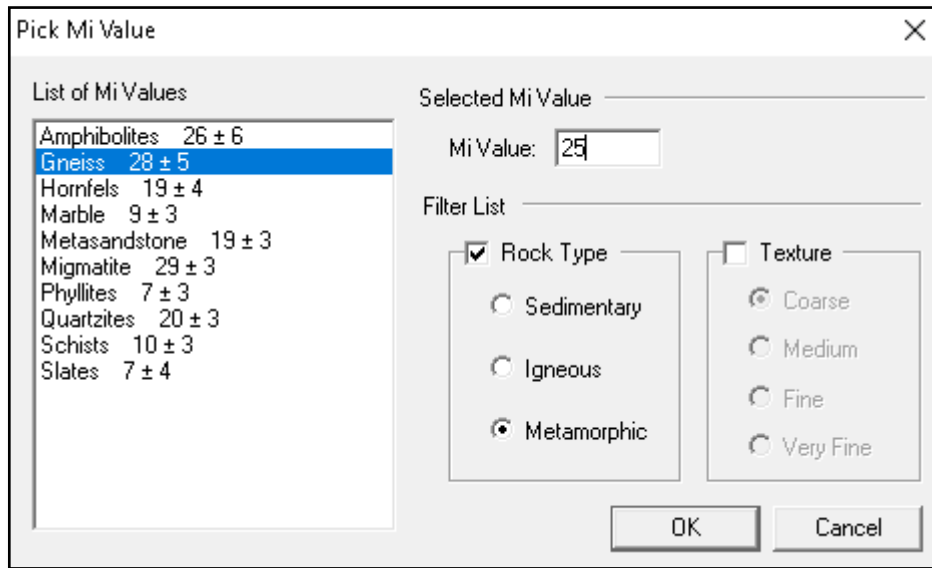 Pick Mi Value
List of Mi Values
Amphibolites 26 ± 6
Gneiss 28 ± 5
Hornfels 19 ± 4
Marble 9 ± 3
Metasandstone 19 ± 3
Migmatite 29 ± 3
Phyllites 7 ± 3
Quartzites 20 ± 3
Schists 10 ± 3
Slates 7 ± 4
Selected Mi Value
Mi Value: 25
Filter List
Rock Type
Sedimentary
Igneous
Metamorphic
Texture
Coarse
Medium
Fine
Very Fine
OK
Cancel